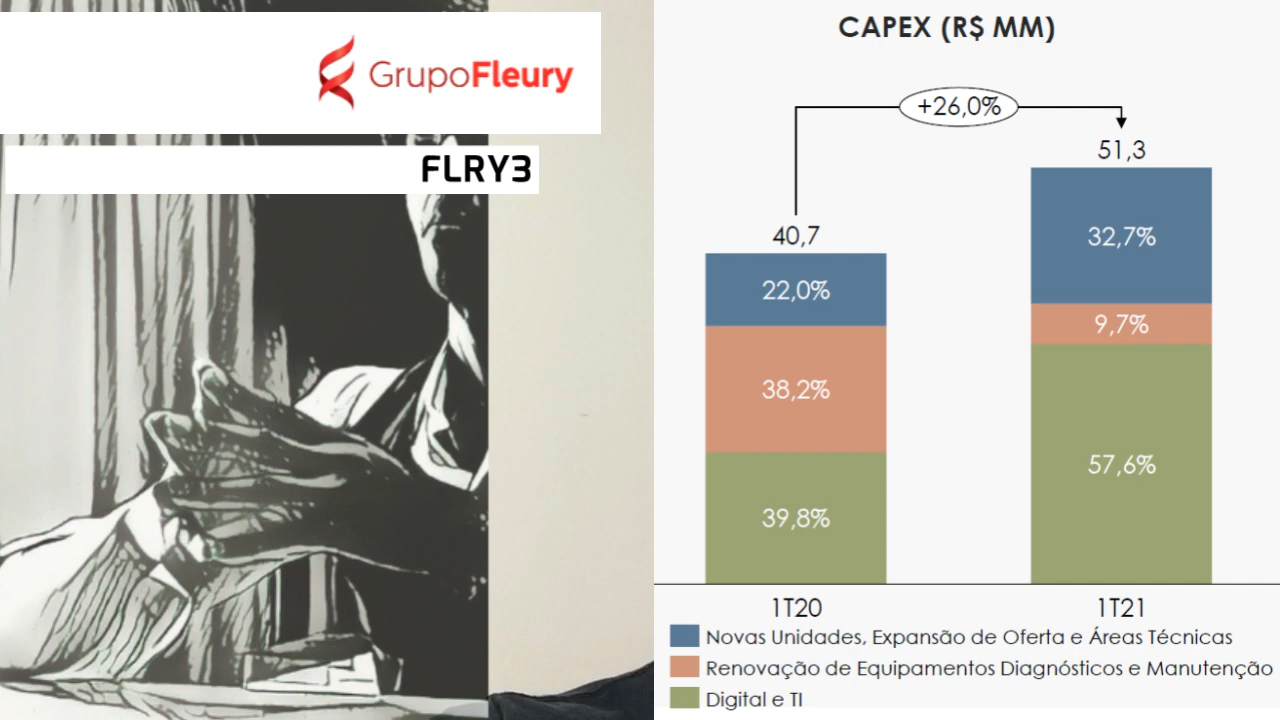 GrupoFleury
FLRY3
CAPEX (R$ MM)
+26,0%
51,3
40,7
32,7%
22,0%
9,7%
38,2%
57,6%
39,8%
1T20
1T21
Novas Unidades, Expansão de Oferta e Áreas Técnicas
Renovação de Equipamentos Diagnósticos e Manutenção
Digital e TI